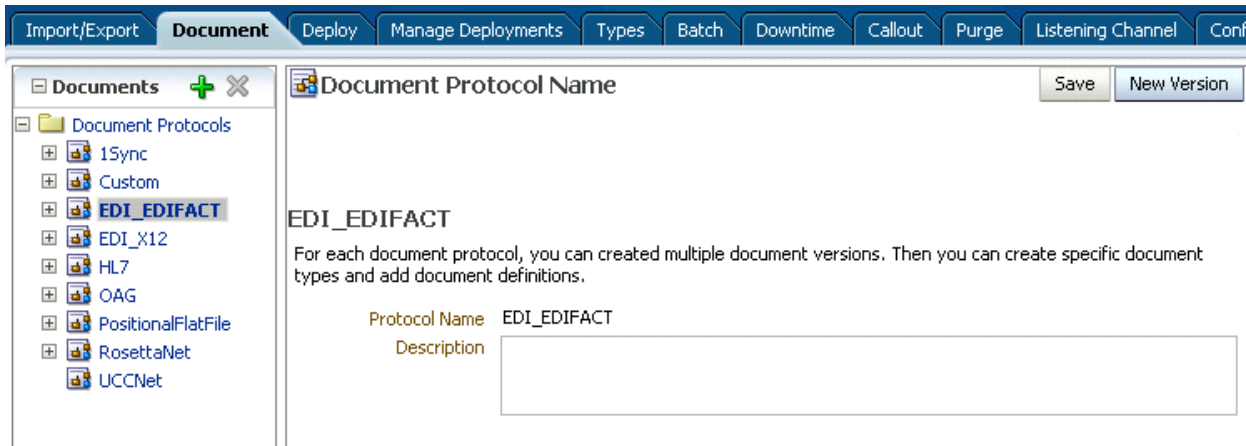 Import/Export Document Deploy Manage Deployments Types Batch Downtime Callout Purge Listening Channel Conf
Documents
Document Protocols
1Sync
Custom
EDI_EDIFACT
EDI_X12
HL7
OAG
PositionalFlatFile
RosettaNet
UCCNet
Document Protocol Name
Save New Version
EDI_EDIFACT
For each document protocol, you can created multiple document versions. Then you can create specific document
types and add document definitions.
Protocol Name EDI_EDIFACT
Description